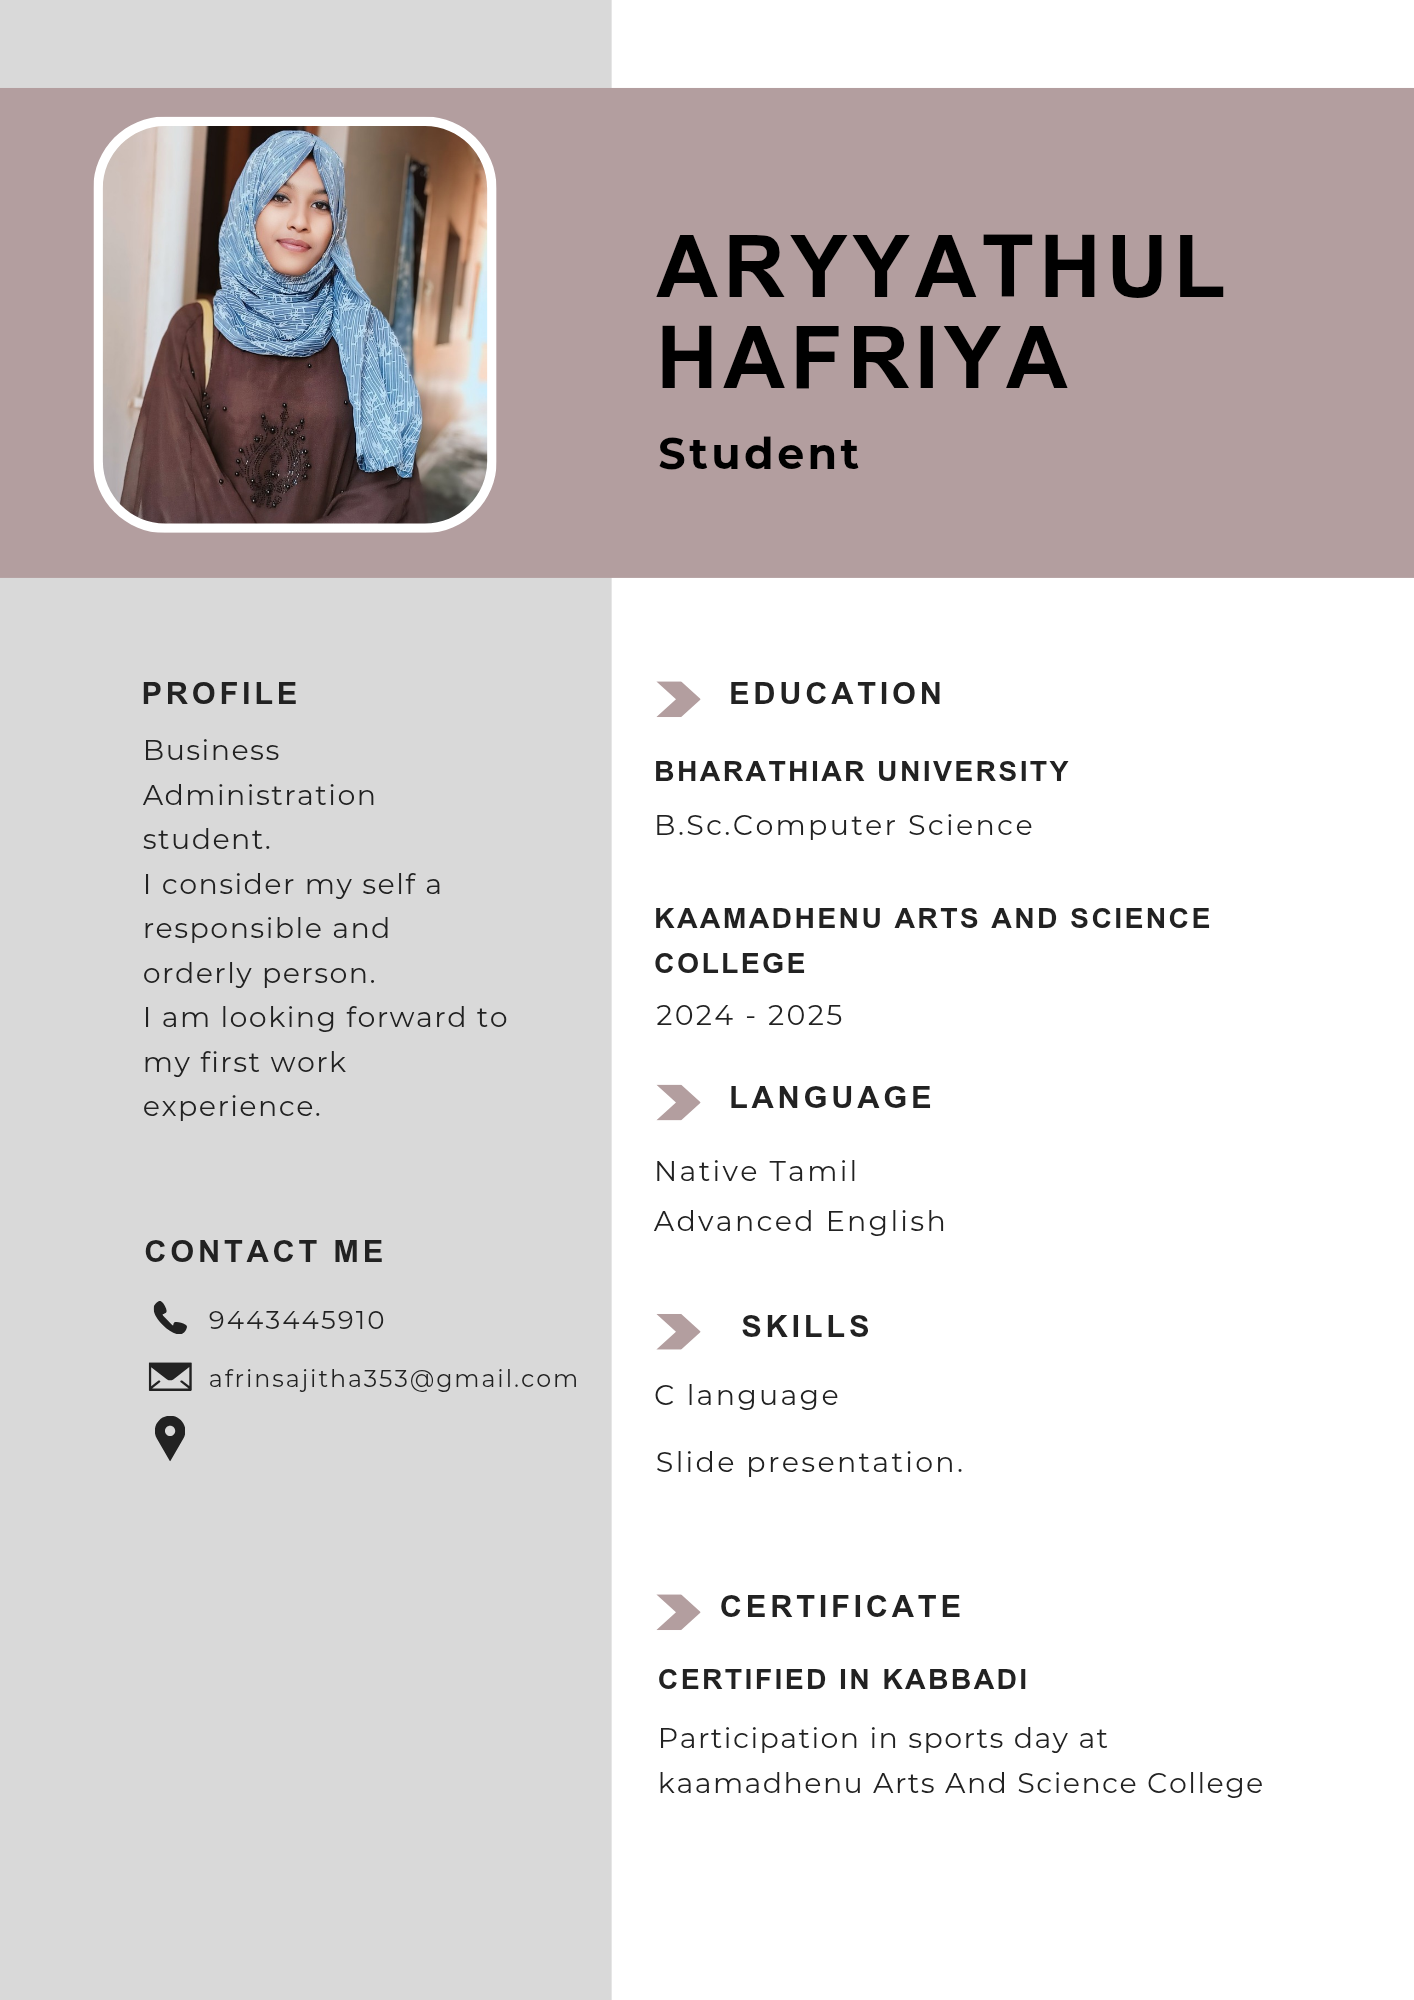 ARYYATHUL
HAFRIYA
Student
PROFILE
Business
Administration
student.
I consider my self a
responsible and
orderly person.
I am looking forward to
my first work
experience.
CONTACT ME
9443445910
afrinsajitha353@gmail.com
EDUCATION
BHARATHIAR UNIVERSITY
B.Sc.Computer Science
KAAMADHENU ARTS AND SCIENCE
COLLEGE
2024 - 2025
LANGUAGE
Native Tamil
Advanced English
SKILLS
C language
Slide presentation.
CERTIFICATE
CERTIFIED IN KABBADI
Participation in sports day at
kaamadhenu Arts And Science College